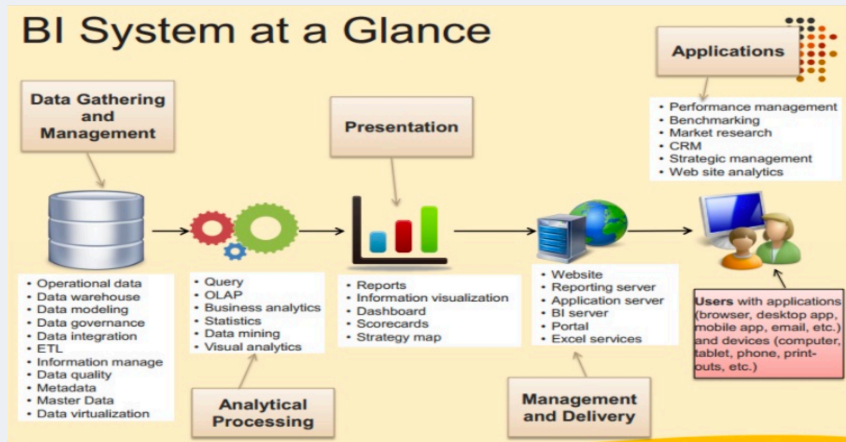 BI System at a Glance
Applications
Data Gathering
and
Management
Presentation
• Performance management
• Benchmarking
• Market research
• CRM
• Strategic management
• Web site analytics
• Operational data
• Data warehouse
• Data modeling
• Data governance
• Data integration
• ETL
• Information manage
• Data quality
• Metadata
• Master Data
• Data virtualization
• Query
• OLAP
• Business analytics
• Statistics
• Data mining
• Visual analytics
• Reports
• Information visualization
• Dashboard
• Scorecards
• Strategy map
• Website
• Reporting server
• Application server
• BI server
• Portal
• Excel services
Users with applications
(browser, desktop app,
mobile app, email, etc.)
and devices (computer,
tablet, phone, print-
outs, etc.)
Analytical
Processing
Management
and Delivery